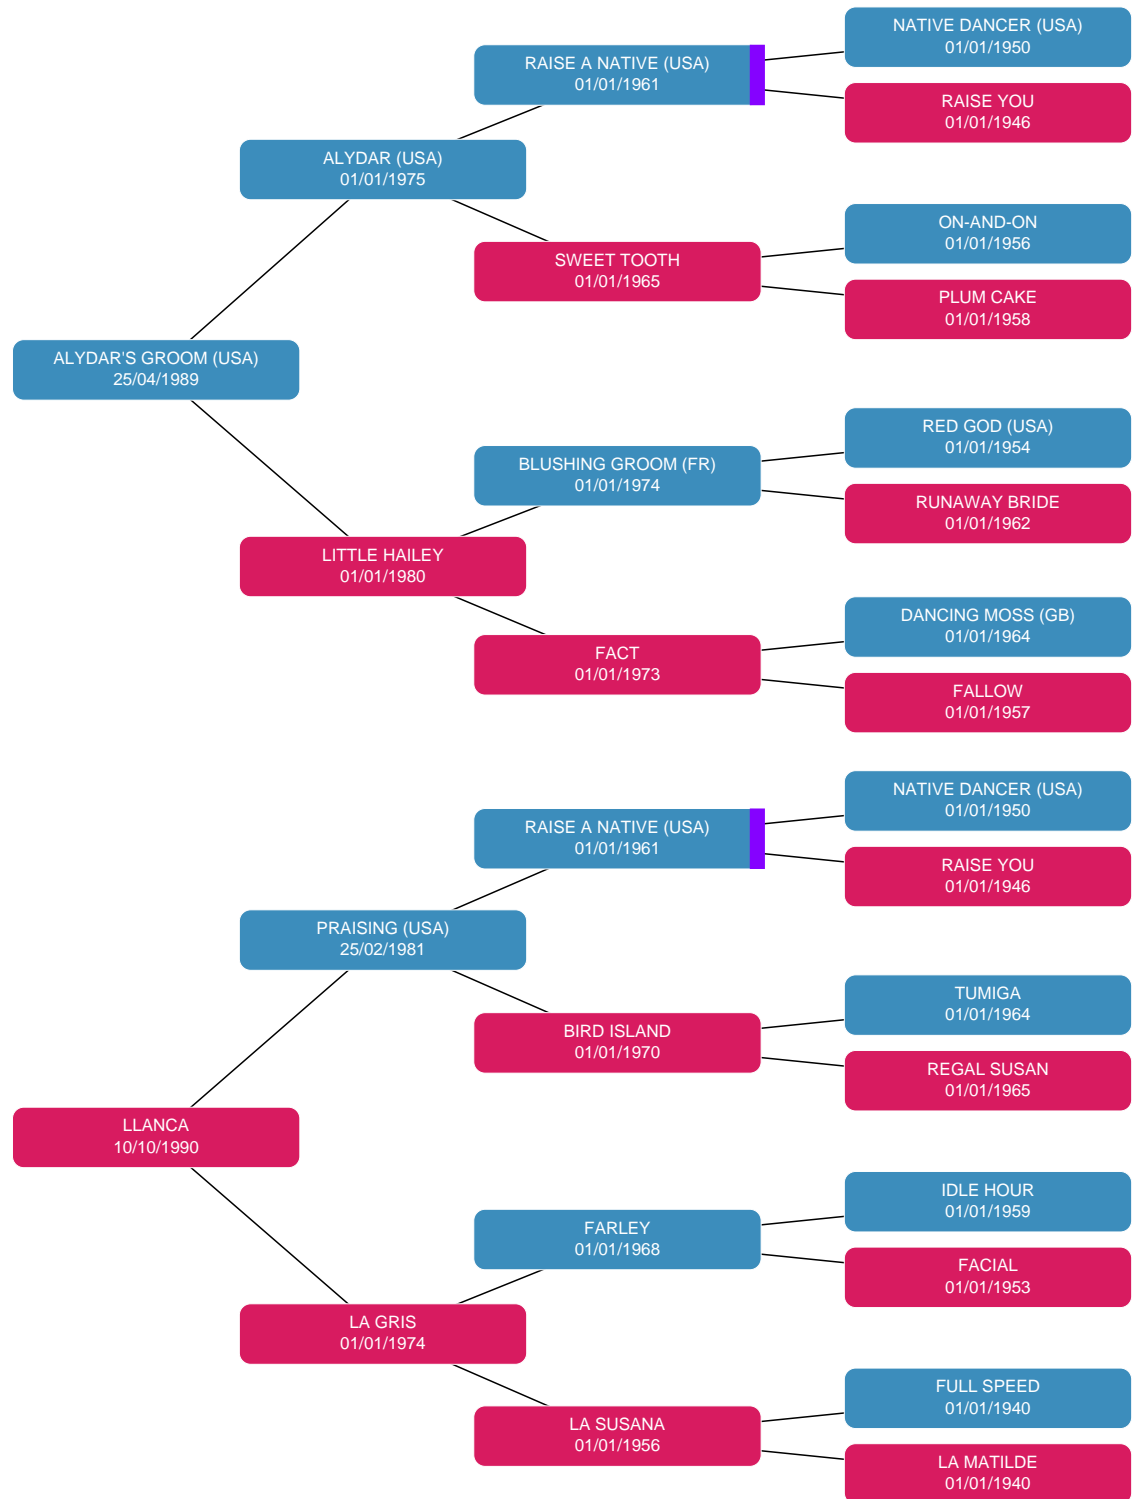 NATIVE DANCER (USA)
01/01/1950
RAISE A NATIVE (USA)
01/01/1961
RAISE YOU
01/01/1946
ALYDAR (USA)
01/01/1975
ON-AND-ON
01/01/1956
SWEET TOOTH
01/01/1965
PLUM CAKE
01/01/1958
ALYDAR'S GROOM (USA)
25/04/1989
RED GOD (USA)
01/01/1954
BLUSHING GROOM (FR)
01/01/1974
RUNAWAY BRIDE
01/01/1962
LITTLE HAILEY
01/01/1980
DANCING MOSS (GB)
01/01/1964
FACT
01/01/1973
FALLOW
01/01/1957
NATIVE DANCER (USA)
01/01/1950
RAISE A NATIVE (USA)
01/01/1961
RAISE YOU
01/01/1946
PRAISING (USA)
25/02/1981
TUMIGA
01/01/1964
BIRD ISLAND
01/01/1970
REGAL SUSAN
01/01/1965
LLANCA
10/10/1990
IDLE HOUR
01/01/1959
FARLEY
01/01/1968
FACIAL
01/01/1953
LA GRIS
01/01/1974
FULL SPEED
01/01/1940
LA SUSANA
01/01/1956
LA MATILDE
01/01/1940